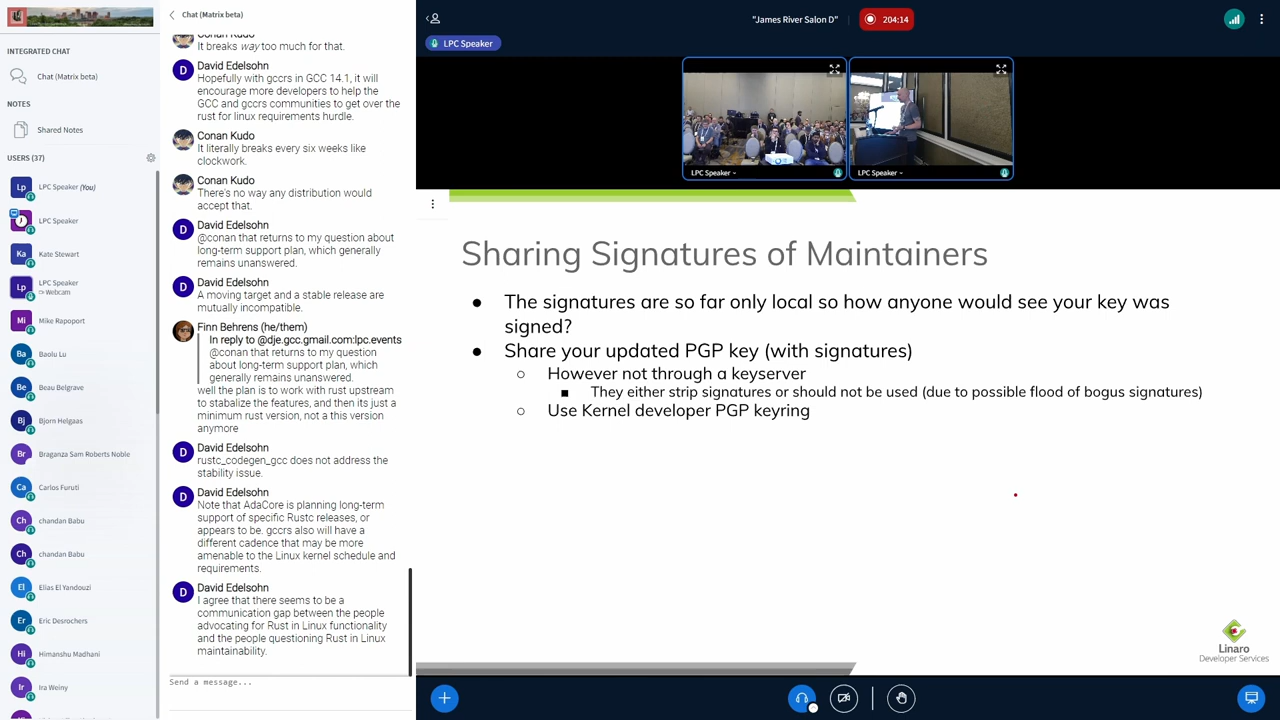 INTEGRATED CHAT
Chat (Matrix beta)
NOTES
Shared Notes
USERS (37)
Lp LPC Speaker (You)
LPC Speaker
Ka Kate Stewart
Lp LPC Speaker
Webcam
Mi Mike Rapoport
Ba Baolu Lu
Be Beau Belgrave
Bj Bjorn Helgaas
Br Braganza Sam Roberts Noble
Ca Carlos Furuti
Ch chandan Babu
Ch chandan Babu
El Elias El Yandouzi
Er Eric Desrochers
Hi Himanshu Madhani
Ir Ira Weiny
Chat (Matrix beta)
Conan Kudo
It breaks way too much for that.
D David Edelsohn
Hopefully with gccrs in GCC 14.1, it will
encourage more developers to help the
GCC and gccrs communities to get over the
rust for linux requirements hurdle.
Conan Kudo
It literally breaks every six weeks like
clockwork.
Conan Kudo
There's no way any distribution would
accept that.
D David Edelsohn
@conan that returns to my question about
long-term support plan, which generally
remains unanswered.
D David Edelsohn
A moving target and a stable release are
mutually incompatible.
Finn Behrens (he/them)
In reply to @dje.gcc.gmail.com:lpc.events
@conan that returns to my question
about long-term support plan, which
generally remains unanswered.
well the plan is to work with rust upstream
to stabalize the features, and then its just a
minimum rust version, not a this version
anymore
D David Edelsohn
rustc_codegen_gcc does not address the
stability issue.
D David Edelsohn
Note that AdaCore is planning long-term
support of specific Rustc releases, or
appears to be. gccrs also will have a
different cadence that may be more
amenable to the Linux kernel schedule and
requirements.
D David Edelsohn
I agree that there seems to be a
communication gap between the people
advocating for Rust in Linux functionality
and the people questioning Rust in Linux
maintainability.
Send a message...
"James River Salon D"
204:14
LPC Speaker
LPC Speaker
LPC Speaker
Sharing Signatures of Maintainers
● The signatures are so far only local so how anyone would see your key was
signed?
● Share your updated PGP key (with signatures)
○ However not through a keyserver
■ They either strip signatures or should not be used (due to possible flood of bogus signatures)
○ Use Kernel developer PGP keyring
Linaro
Developer Services